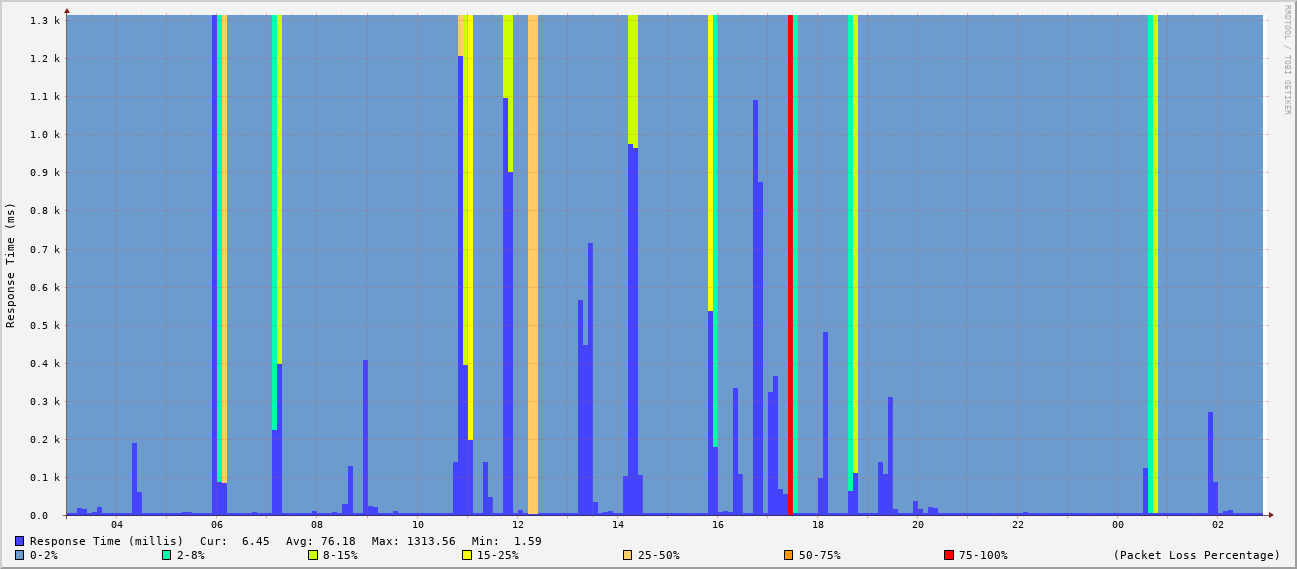 RRDTOOL / TOBI OETIKER
Response Time (ms)
1.3 k
1.2 k
1.1 k
1.0 k
0.9 k
0.8 k
0.7 k
0.6 k
0.5 k
0.4 k
0.3 k
0.2 k
0.1 k
0.0
04 06 08 10 12 14 16 18 20 22 00 02
Response Time (millis) Cur: 6.45 Avg: 76.18 Max: 1313.56 Min: 1.59
0-2% 2-8% 8-15% 15-25% 25-50% 50-75% 75-100% (Packet Loss Percentage)